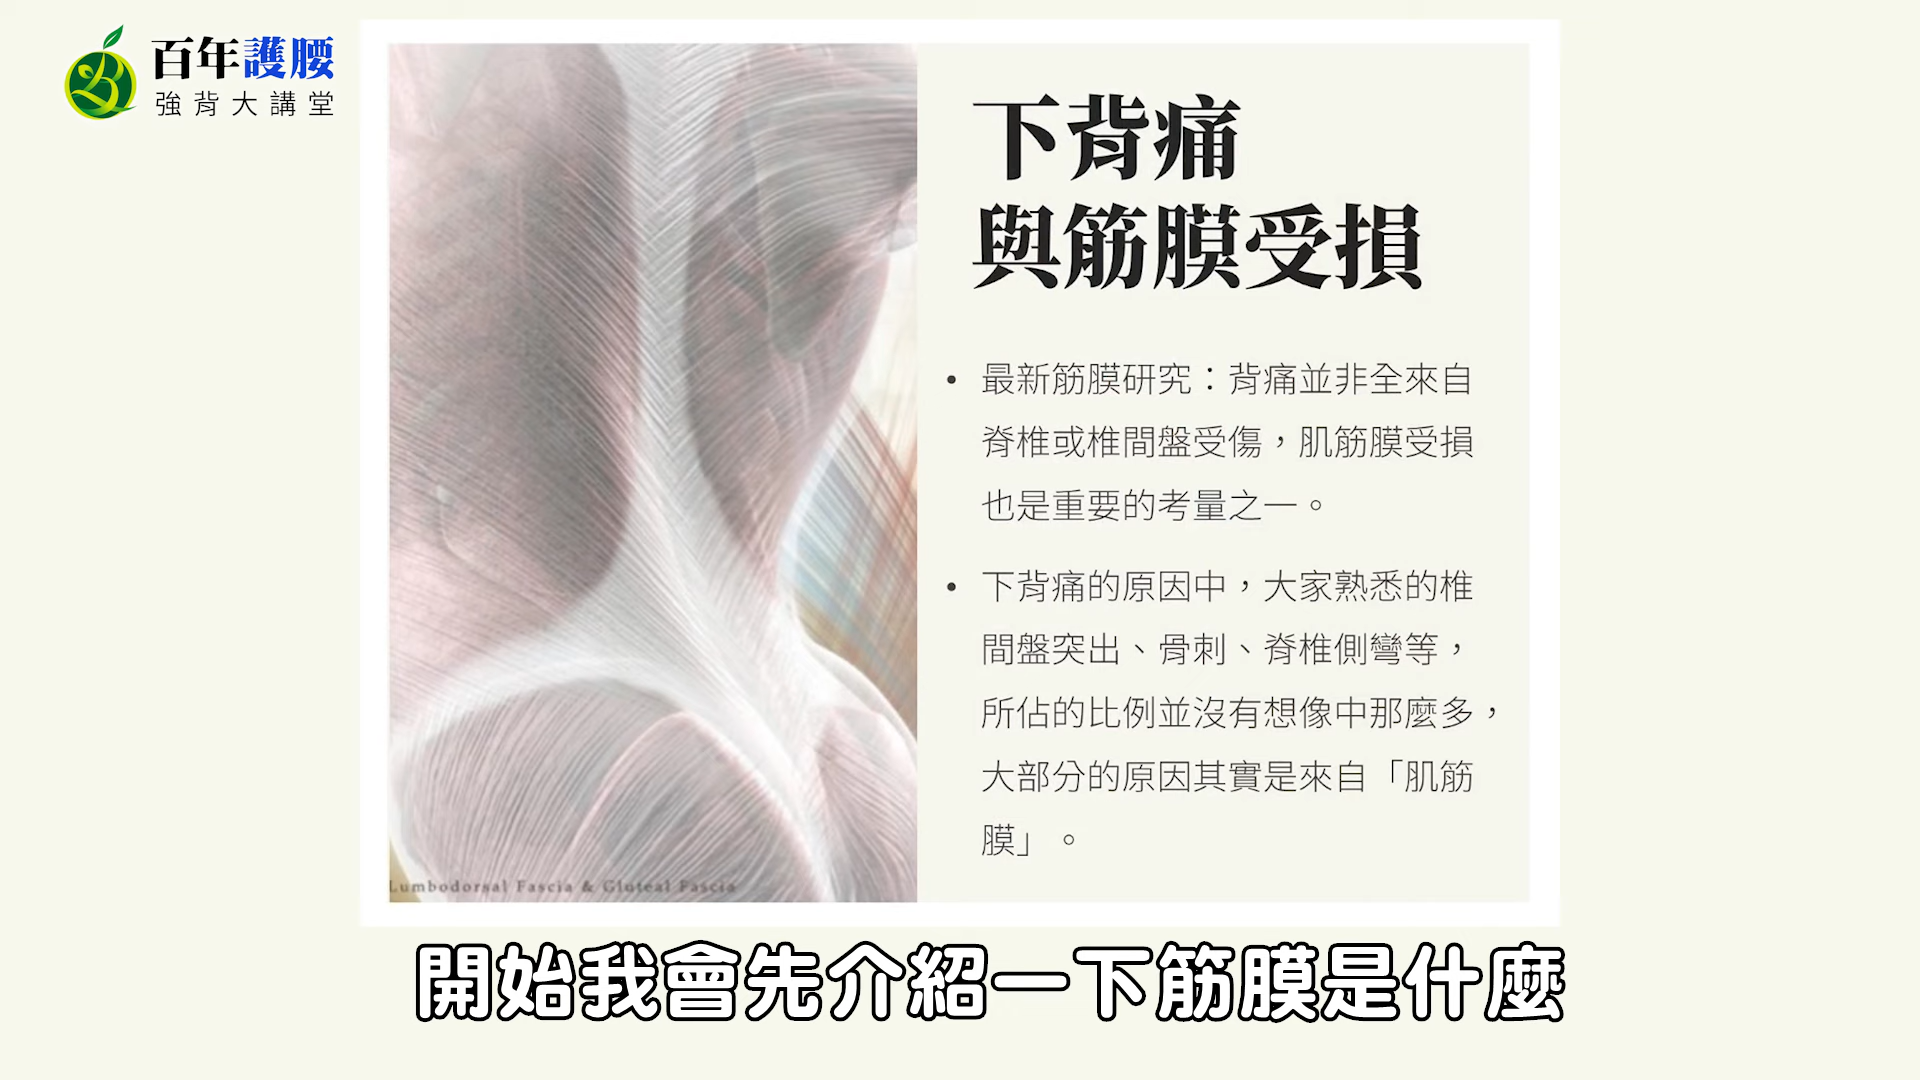 百年護腰
強背大講堂
下背痛
與筋膜受損
• 最新筋膜研究：背痛並非全來自
脊椎或椎間盤受傷，肌筋膜受損
也是重要的考量之一。
• 下背痛的原因中，大家熟悉的椎
間盤突出、骨刺、脊椎側彎等，
所佔的比例並沒有想像中那麼多，
大部分的原因其實是來自「肌筋
膜」。
Lumbodorsal Fascia & Gluteal Fascia
開始我會先介紹一下筋膜是什麼